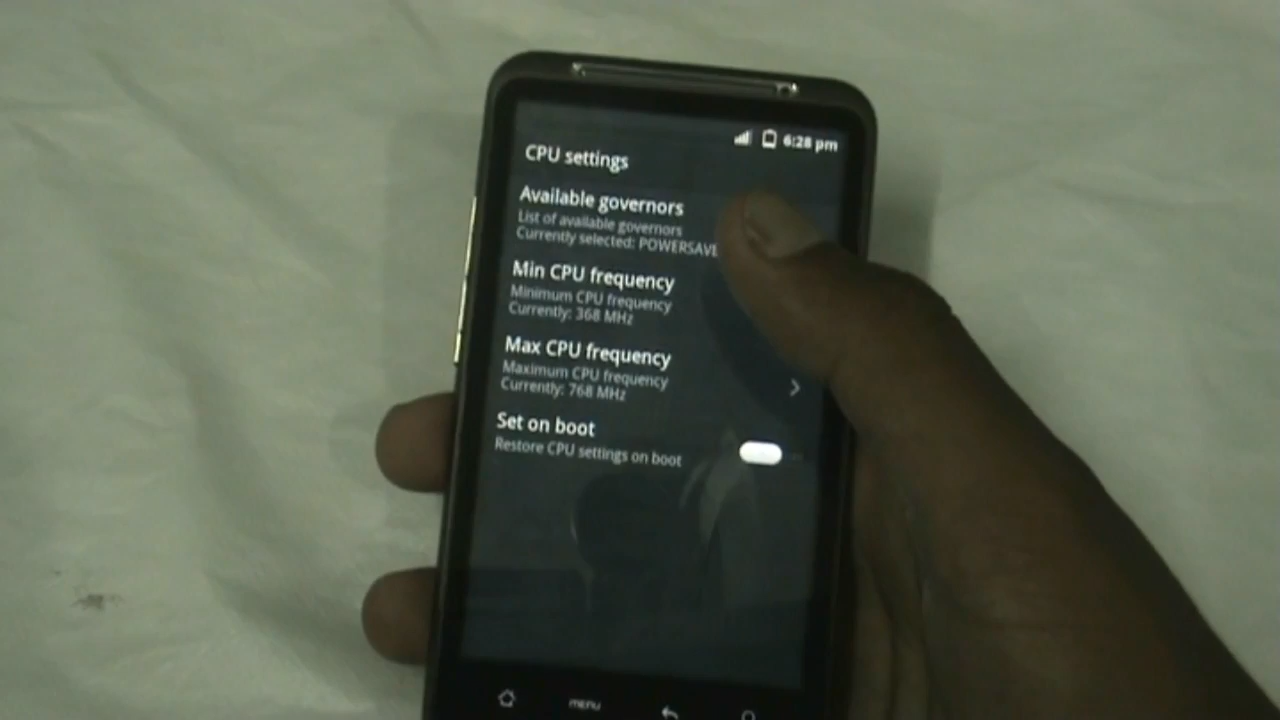 6:28 pm
CPU settings
Available governors
List of available governors
Currently selected: POWERSAVE
Min CPU frequency
Minimum CPU frequency
Currently: 368 MHz
Max CPU frequency
Maximum CPU frequency
Currently: 768 MHz
Set on boot
Restore CPU settings on boot
MENU